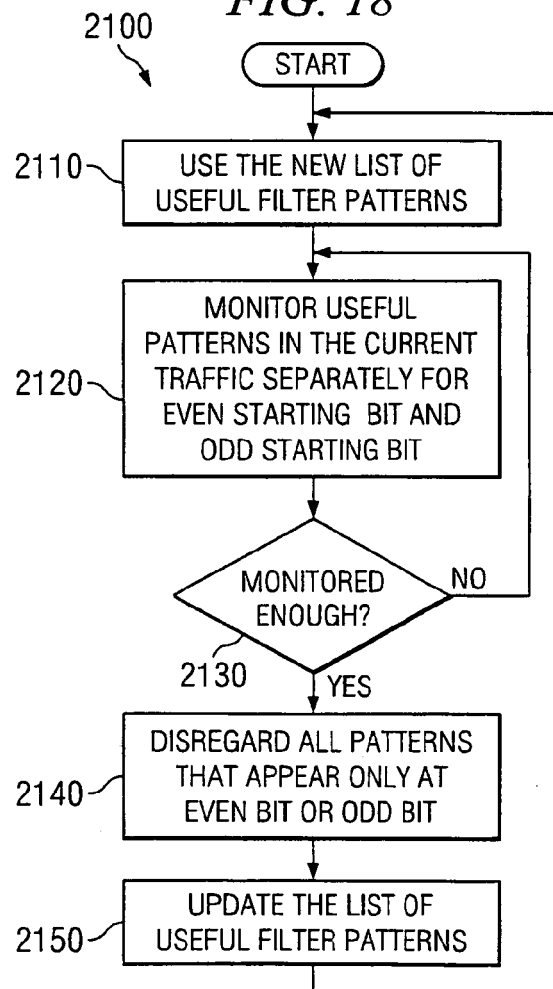 FIG. 18
2100
START
2110
USE THE NEW LIST OF
USEFUL FILTER PATTERNS
2120
MONITOR USEFUL
PATTERNS IN THE CURRENT
TRAFFIC SEPARATELY FOR
EVEN STARTING BIT AND
ODD STARTING BIT
MONITORED
ENOUGH?
NO
2130
YES
2140
DISREGARD ALL PATTERNS
THAT APPEAR ONLY AT
EVEN BIT OR ODD BIT
2150
UPDATE THE LIST OF
USEFUL FILTER PATTERNS